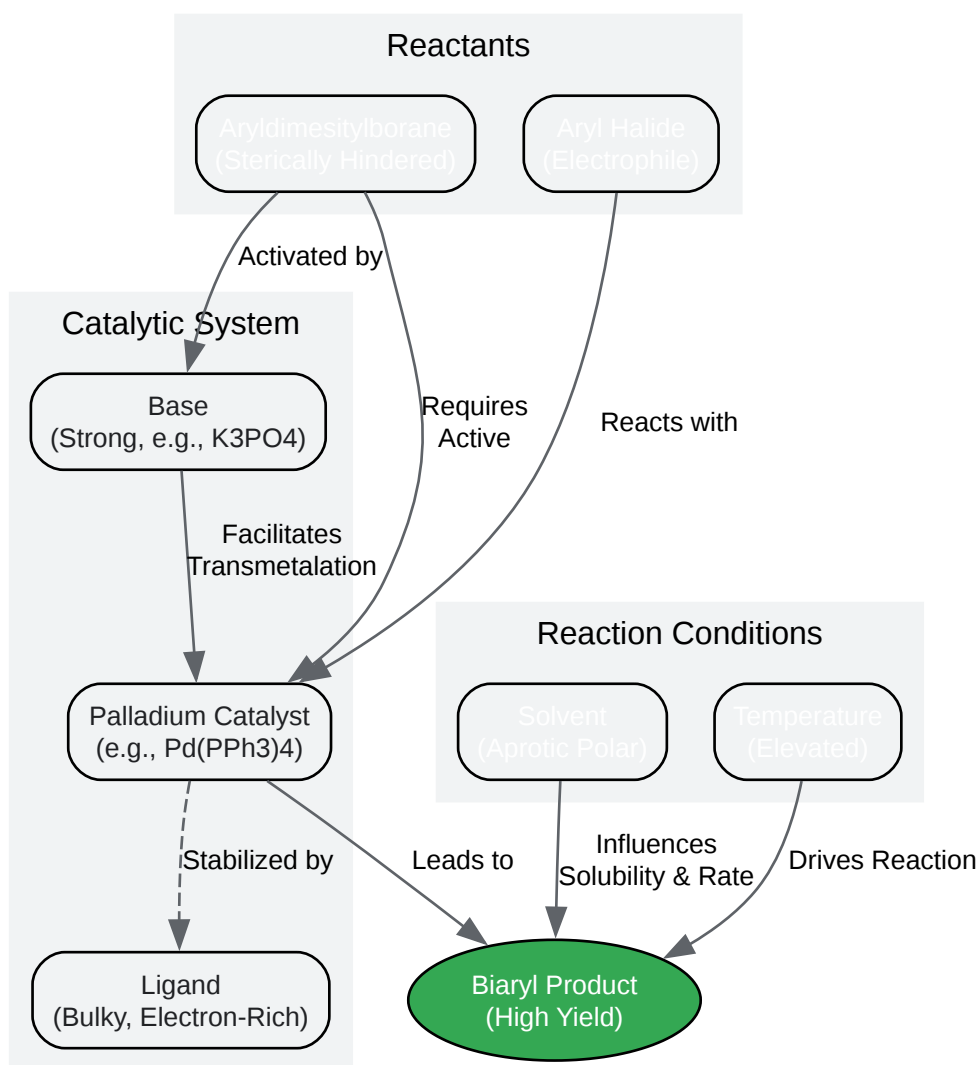 Reactants
Aryldimesitylborane
(Sterically Hindered)
Aryl Halide
(Electrophile)
Activated by
Catalytic System
Base
(Strong, e.g., K3PO4)
Requires
Active
Reacts with
Facilitates
Transmetalation
Reaction Conditions
Palladium Catalyst
(e.g., Pd(PPh3)4)
Solvent
(Aprotic Polar)
Temperature
(Elevated)
Stabilized by
Leads to
Influences
Solubility & Rate
Drives Reaction
Ligand
(Bulky, Electron-Rich)
Biaryl Product
(High Yield)